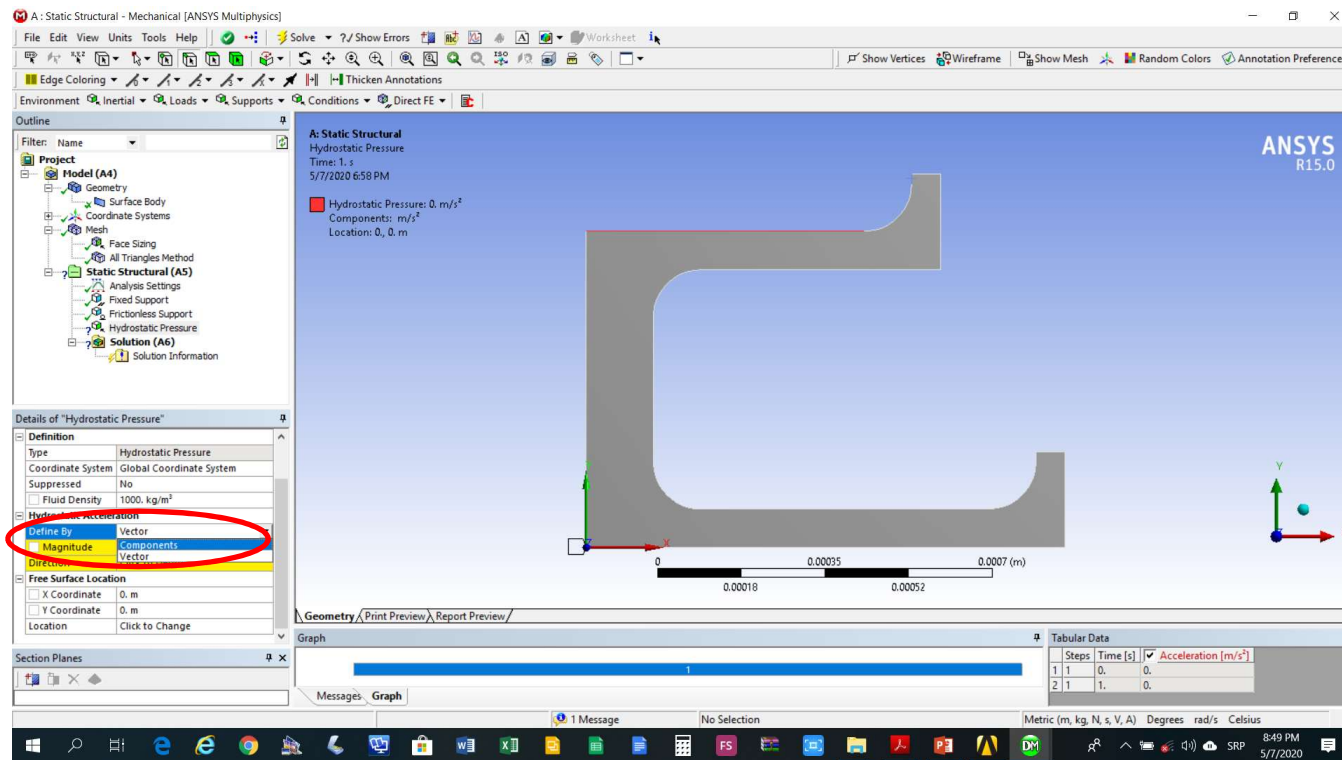 A : Static Structural - Mechanical [ANSYS Multiphysics]
File Edit View Units Tools Help Solve ?/ Show Errors Worksheet
Show Vertices Wireframe Show Mesh Random Colors Annotation Preference
Edge Coloring Thicken Annotations
Environment Inertial Loads Supports Conditions Direct FE
Outline
Filter: Name
Project
Model (A4)
Geometry
Surface Body
Coordinate Systems
Mesh
Face Sizing
All Triangles Method
Static Structural (A5)
Analysis Settings
Fixed Support
Frictionless Support
Hydrostatic Pressure
Solution (A6)
Solution Information
Details of "Hydrostatic Pressure"
Definition
Type Hydrostatic Pressure
Coordinate System Global Coordinate System
Suppressed No
Fluid Density 1000. kg/m³
Hydrostatic Acceleration
Define By Vector
Magnitude Components
Vector
Free Surface Location
X Coordinate 0. m
Y Coordinate 0. m
Location Click to Change
Section Planes
A: Static Structural
Hydrostatic Pressure
Time: 1. s
5/7/2020 6:58 PM
Hydrostatic Pressure: 0. m/s²
Components: m/s²
Location: 0., 0. m
ANSYS
R15.0
Y
X
0 0.00035 0.0007 (m)
0.00018 0.00052
Geometry Print Preview Report Preview
Graph
1
Messages Graph
Tabular Data
Steps Time [s] Acceleration [m/s²]
1 1 0. 0.
2 1 1. 0.
1 Message No Selection Metric (m, kg, N, s, V, A) Degrees rad/s Celsius
FS DM SRP 8:49 PM
5/7/2020